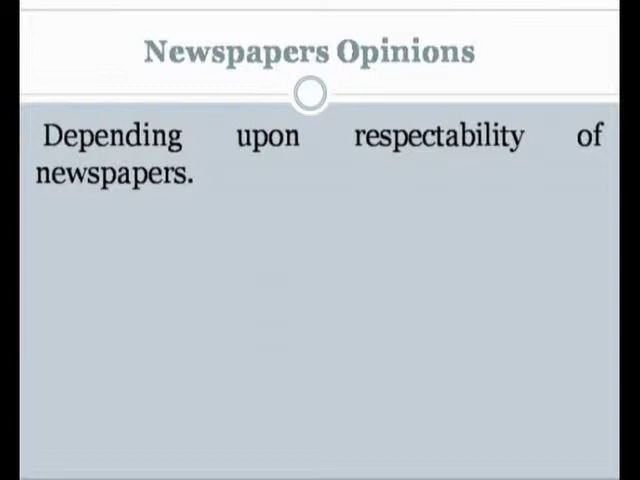 Newspapers Opinions
Depending upon respectability of
newspapers.